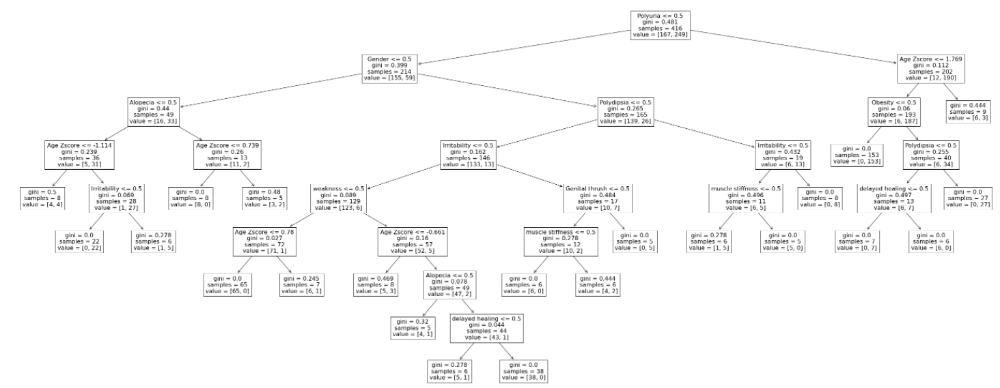 Polyuria <= 0.5
gini = 0.481
samples = 416
value = [167, 249]
Gender <= 0.5
gini = 0.399
samples = 214
value = [155, 59]
Age Zscore <= 1.769
gini = 0.112
samples = 202
value = [12, 190]
Alopecia <= 0.5
gini = 0.44
samples = 49
value = [16, 33]
Polydipsia <= 0.5
gini = 0.265
samples = 165
value = [139, 26]
Obesity <= 0.5
gini = 0.06
samples = 193
value = [6, 187]
gini = 0.444
samples = 9
value = [6, 3]
Age Zscore <= -1.114
gini = 0.239
samples = 36
value = [5, 31]
Age Zscore <= 0.739
gini = 0.26
samples = 13
value = [11, 2]
Irritability <= 0.5
gini = 0.162
samples = 146
value = [133, 13]
Irritability <= 0.5
gini = 0.432
samples = 19
value = [6, 13]
gini = 0.0
samples = 153
value = [0, 153]
Polydipsia <= 0.5
gini = 0.255
samples = 40
value = [6, 34]
gini = 0.5
samples = 8
value = [4, 4]
Irritability <= 0.5
gini = 0.069
samples = 28
value = [1, 27]
gini = 0.0
samples = 8
value = [8, 0]
gini = 0.48
samples = 5
value = [3, 2]
weakness <= 0.5
gini = 0.089
samples = 129
value = [123, 6]
Genital thrush <= 0.5
gini = 0.484
samples = 17
value = [10, 7]
muscle stiffness <= 0.5
gini = 0.496
samples = 11
value = [6, 5]
gini = 0.0
samples = 8
value = [0, 8]
delayed healing <= 0.5
gini = 0.497
samples = 13
value = [6, 7]
gini = 0.0
samples = 27
value = [0, 27]
gini = 0.0
samples = 22
value = [0, 22]
gini = 0.278
samples = 6
value = [1, 5]
Age Zscore <= 0.78
gini = 0.027
samples = 72
value = [71, 1]
Age Zscore <= -0.661
gini = 0.16
samples = 57
value = [52, 5]
muscle stiffness <= 0.5
gini = 0.278
samples = 12
value = [10, 2]
gini = 0.0
samples = 5
value = [0, 5]
gini = 0.278
samples = 6
value = [1, 5]
gini = 0.0
samples = 5
value = [5, 0]
gini = 0.0
samples = 7
value = [0, 7]
gini = 0.0
samples = 6
value = [6, 0]
gini = 0.0
samples = 65
value = [65, 0]
gini = 0.245
samples = 7
value = [6, 1]
gini = 0.469
samples = 8
value = [5, 3]
Alopecia <= 0.5
gini = 0.078
samples = 49
value = [47, 2]
gini = 0.0
samples = 6
value = [6, 0]
gini = 0.444
samples = 6
value = [4, 2]
gini = 0.32
samples = 5
value = [4, 1]
delayed healing <= 0.5
gini = 0.044
samples = 44
value = [43, 1]
gini = 0.278
samples = 6
value = [5, 1]
gini = 0.0
samples = 38
value = [38, 0]